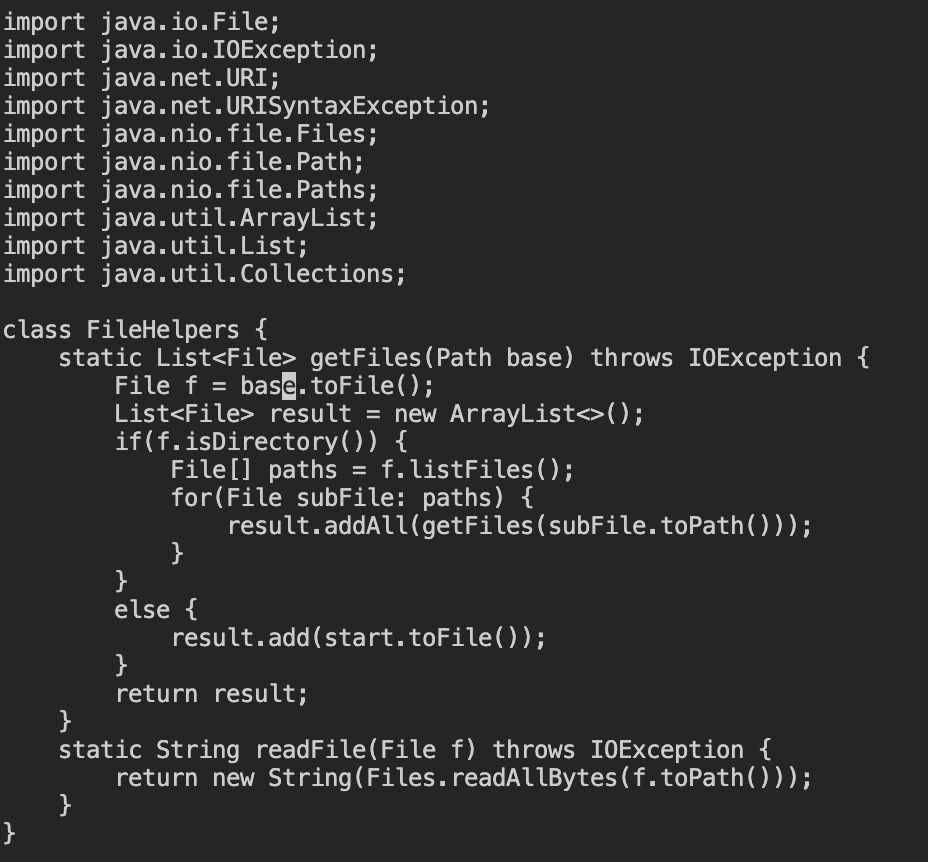 import java.io.File;
import java.io.IOException;
import java.net.URI;
import java.net.URISyntaxException;
import java.nio.file.Files;
import java.nio.file.Path;
import java.nio.file.Paths;
import java.util.ArrayList;
import java.util.List;
import java.util.Collections;

class FileHelpers {
    static List<File> getFiles(Path base) throws IOException {
        File f = base.toFile();
        List<File> result = new ArrayList<>();
        if(f.isDirectory()) {
            File[] paths = f.listFiles();
            for(File subFile: paths) {
                result.addAll(getFiles(subFile.toPath()));
            }
        }
        else {
            result.add(start.toFile());
        }
        return result;
    }
    static String readFile(File f) throws IOException {
        return new String(Files.readAllBytes(f.toPath()));
    }
}